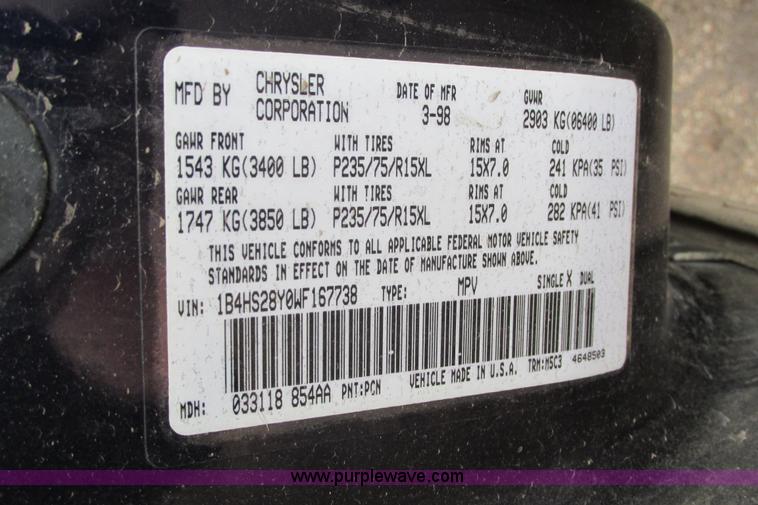 MFD BY CHRYSLER CORPORATION DATE OF MFR 3-98 GVWR 2903 KG(06400 LB)
GAWR FRONT WITH TIRES RIMS AT COLD
1543 KG(3400 LB) P235/75/R15XL 15X7.0 241 KPA(35 PSI)
GAWR REAR WITH TIRES RIMS AT COLD
1747 KG(3850 LB) P235/75/R15XL 15X7.0 282 KPA(41 PSI)
THIS VEHICLE CONFORMS TO ALL APPLICABLE FEDERAL MOTOR VEHICLE SAFETY
STANDARDS IN EFFECT ON THE DATE OF MANUFACTURE SHOWN ABOVE.
VIN: 1B4HS28Y0WF167738 TYPE: MPV SINGLE X DUAL
MDH: 033118 854AA PNT:PCN VEHICLE MADE IN U.S.A. TRM:M5C3 4648503
www.purplewave.com